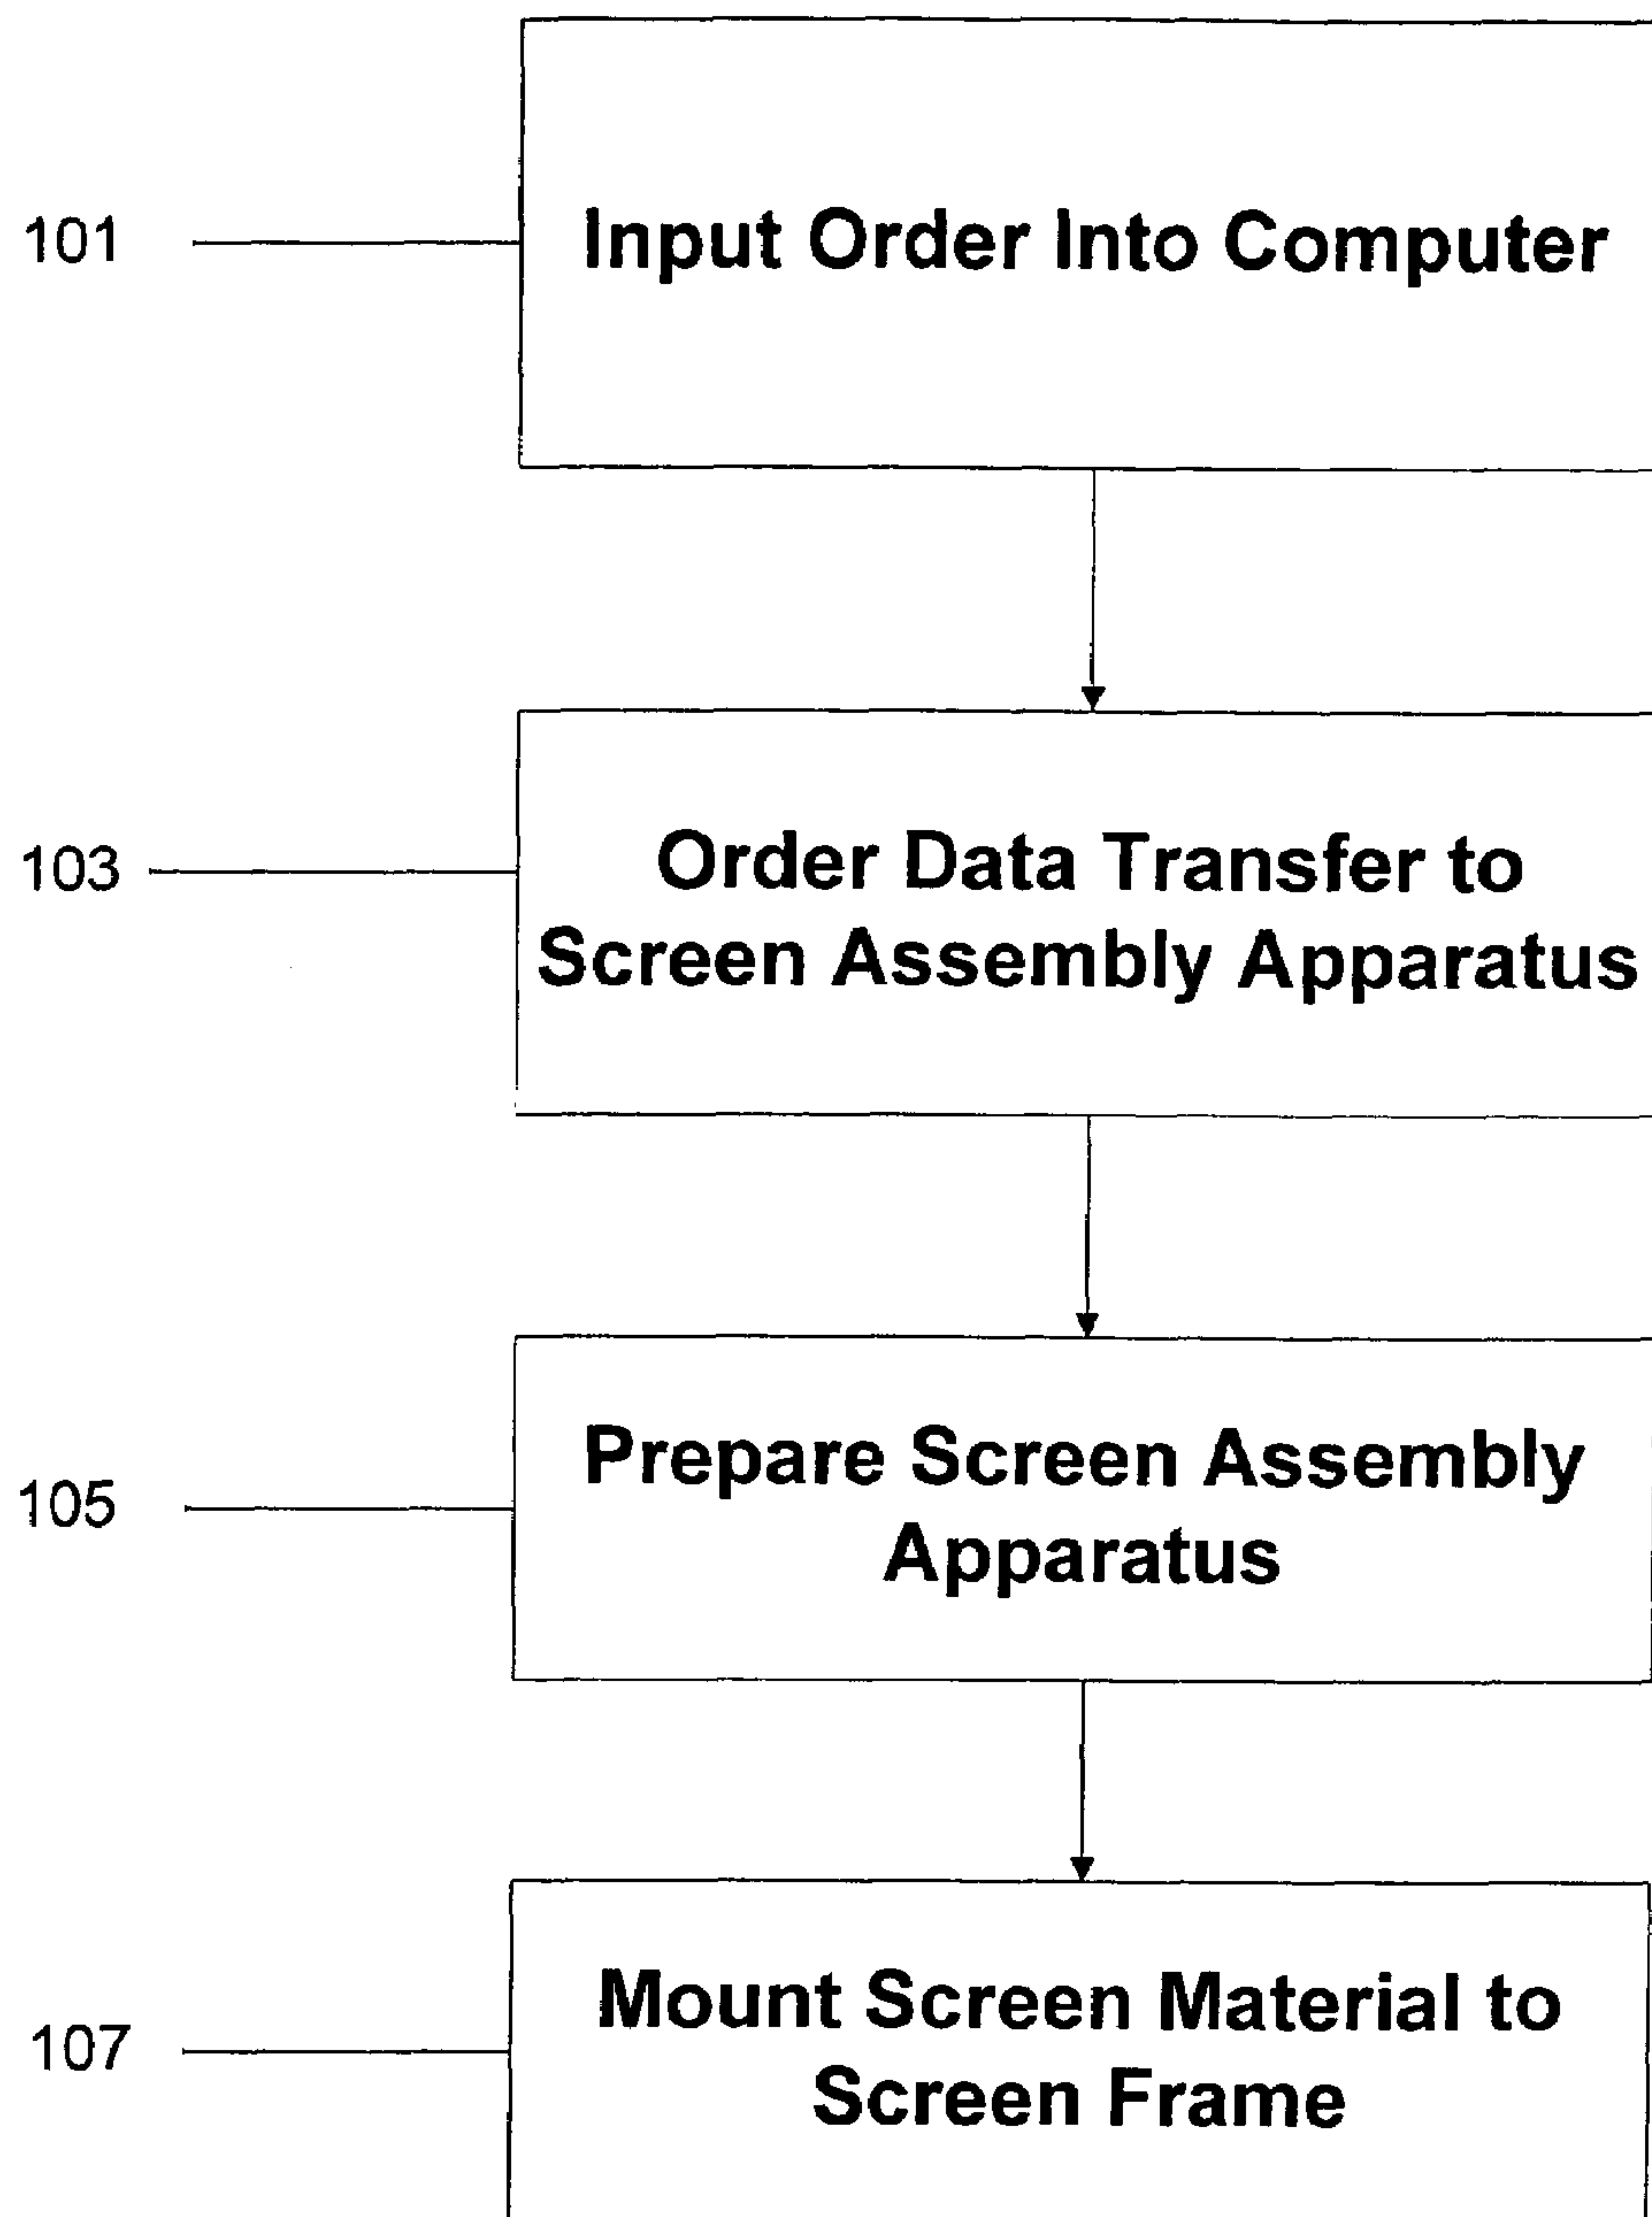 101
Input Order Into Computer
103
Order Data Transfer to
Screen Assembly Apparatus
105
Prepare Screen Assembly
Apparatus
107
Mount Screen Material to
Screen Frame